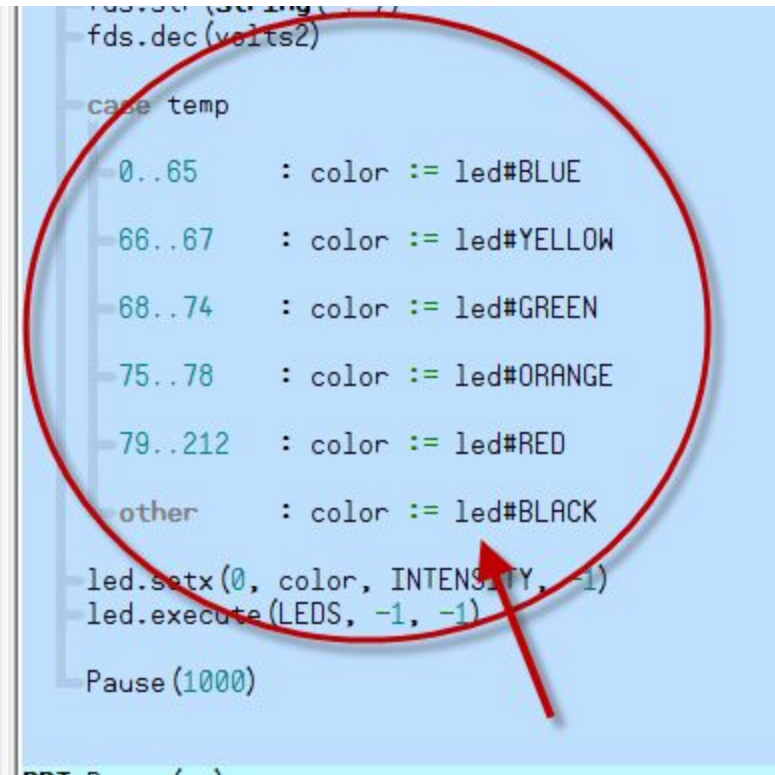 fds.dec(volts2)
case temp
0..65 : color := led#BLUE
66..67 : color := led#YELLOW
68..74 : color := led#GREEN
75..78 : color := led#ORANGE
79..212 : color := led#RED
other : color := led#BLACK
led.setx(0, color, INTENSITY, -1)
led.execute(LEDS, -1, -1)
Pause(1000)